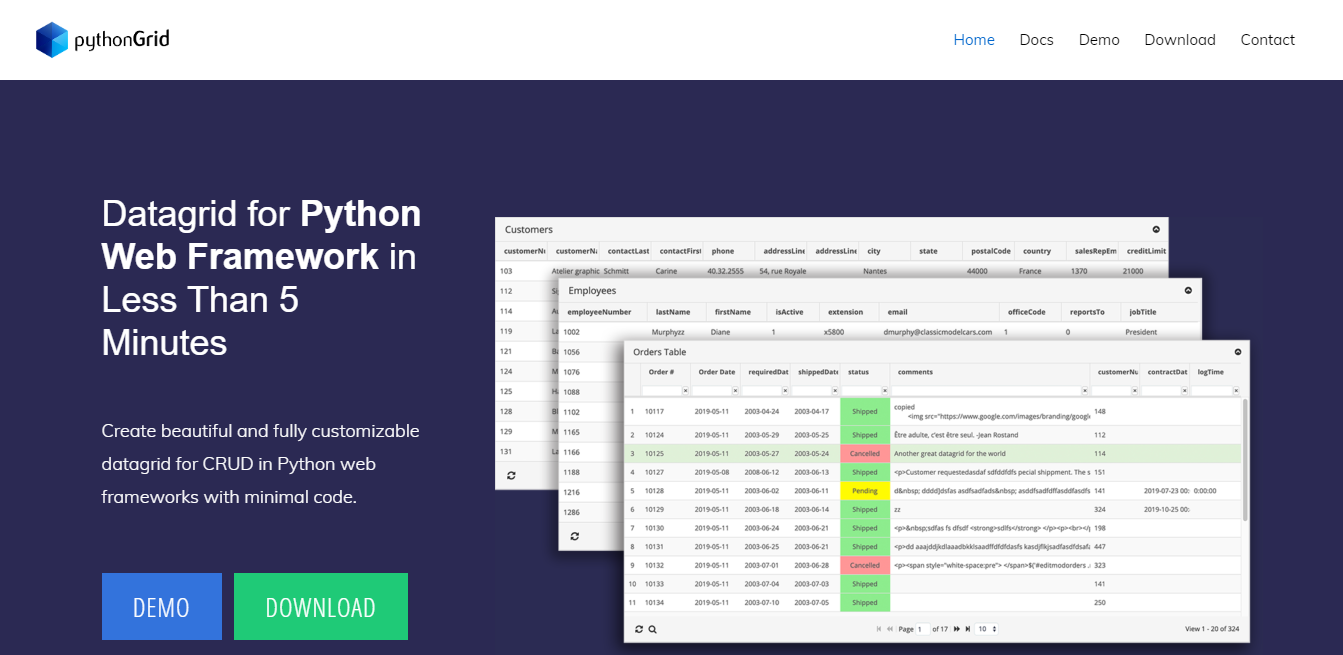 pythonGrid
Home Docs Demo Download Contact
Datagrid for Python
Web Framework in
Less Than 5
Minutes
Create beautiful and fully customizable
datagrid for CRUD in Python web
frameworks with minimal code.
DEMO DOWNLOAD
Customers
customerNu customerNa contactLast contactFirst phone addressLine addressLine city state postalCode country salesRepEm creditLimit
103 Atelier graphic Schmitt Carine 40.32.2555 54, rue Royale Nantes 44000 France 1370 21000
112
114
119
121
124
125
128
129
131
Employees
employeeNumber lastName firstName isActive extension email officeCode reportsTo jobTitle
1002 Murphyzz Diane 1 x5800 dmurphy@classicmodelcars.com 1 0 President
1056
1076
1088
1102
1165
1166
1188
1216
1286
Orders Table
Order # Order Date requiredDat shippedDate status comments customerNu contractDat logTime
1 10117 2019-05-11 2003-04-24 2003-04-17 Shipped copied 148
<img src="https://www.google.com/images/branding/googl
2 10124 2019-05-11 2003-05-29 2003-05-25 Shipped Être adulte, c'est être seul. -Jean Rostand 112
3 10125 2019-05-11 2003-05-27 2003-05-24 Cancelled Another great datagrid for the world 114
4 10127 2019-05-08 2008-06-12 2003-06-13 Shipped <p>Customer requestedasdaf sdfddfdfs pecial shippment. The s 151
5 10128 2019-05-11 2003-06-02 2003-06-11 Pending 141 2019-07-23 00: 0:00:00
6 10129 2019-05-11 2003-06-18 2003-06-14 Shipped zz 324 2019-10-25 00:
7 10130 2019-05-11 2003-06-24 2003-06-21 Shipped <p>&nbsp;sdfas fs dfsdf <strong>sdlfs</strong> </p><p><br></p 198
8 10131 2019-05-11 2003-06-25 2003-06-21 Shipped <p>dd 447
9 10132 2019-05-11 2003-07-01 2003-06-28 Cancelled <p><span style="white-space:pre"> </span>$('#editmodorders 323
10 10133 2019-05-11 2003-07-04 2003-07-03 Shipped 141
11 10134 2019-05-11 2003-07-10 2003-07-05 Shipped 250
Page 1 of 17 10 View 1 - 20 of 324